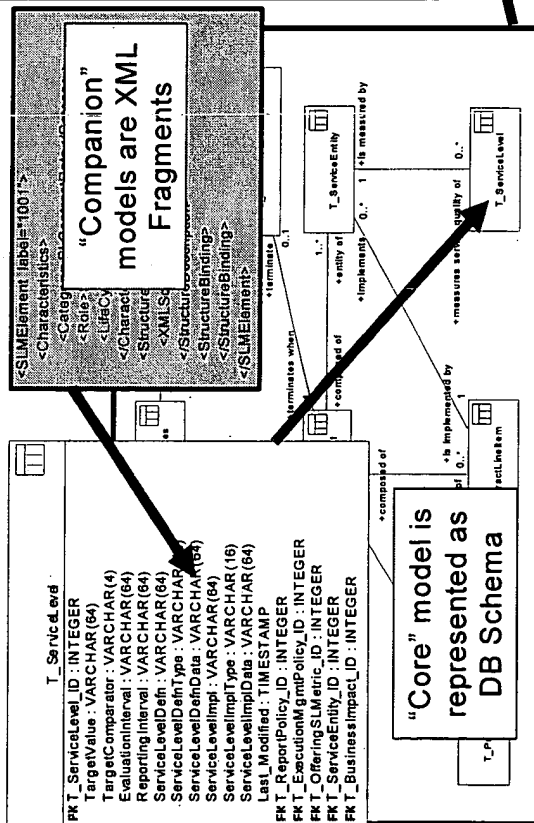 <SLMElement label="1001">
<Characteristics>
<Categ
<Role>
<LifeCy
</Charact
<Structure
<XMLSc
</Structure
<StructureBinding>
</StructureBinding>
</SLMElement>
"Companion"
models are XML
Fragments
T_ServiceLevel
PK T_ServiceLevel_ID : INTEGER
TargetValue : VARCHAR(64)
TargetComparator : VARCHAR(4)
EvaluationInterval : VARCHAR(64)
ReportingInterval : VARCHAR(64)
ServiceLevelDefn : VARCHAR(64)
ServiceLevelDefnType : VARCHAR
ServiceLevelDefnData : VARCHAR(64)
ServiceLevelImpl : VARCHAR(64)
ServiceLevelImplType : VARCHAR(16)
ServiceLevelImplData : VARCHAR(64)
Last_Modified : TIMESTAMP
FK T_ReportPolicy_ID : INTEGER
FK T_ExecutionMgmtPolicy_ID : INTEGER
FK T_OfferingSLMetric_ID : INTEGER
FK T_ServiceEntity_ID : INTEGER
FK T_BusinessImpact_ID : INTEGER
+terminate
0..1
+terminates when
es
1..*
+entity of
+composed of
T_ServiceEntity
+implements
0..*
1
+is measured by
0..*
+measures service quality of
T_ServiceLevel
+is implemented by
1
+composed of
of
0..*
ractLineItem
"Core" model is
represented as
DB Schema